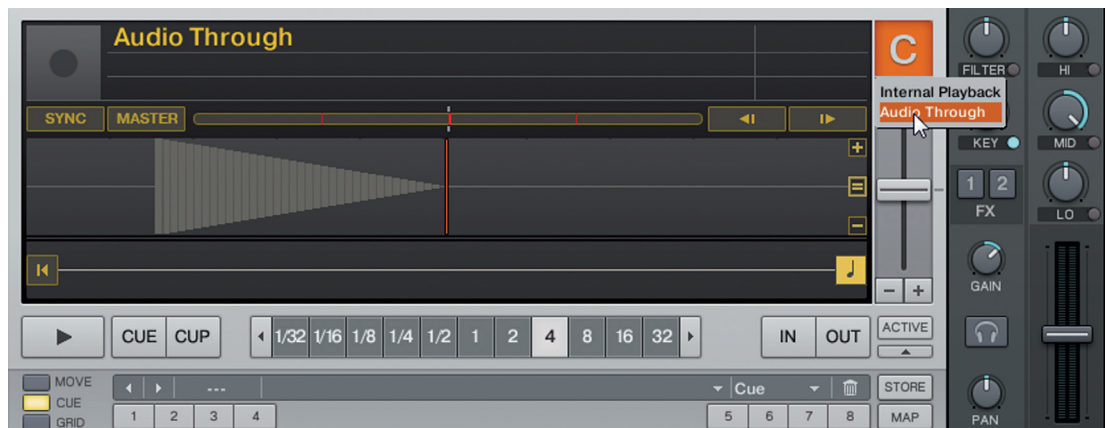 Audio Through
C
Internal Playback
Audio Through
SYNC MASTER
FILTER HI
KEY MID
1 2
FX
LO
GAIN
CUE CUP 1/32 1/16 1/8 1/4 1/2 1 2 4 8 16 32 IN OUT ACTIVE
MOVE
CUE
GRID
--- Cue STORE
1 2 3 4 5 6 7 8 MAP
PAN